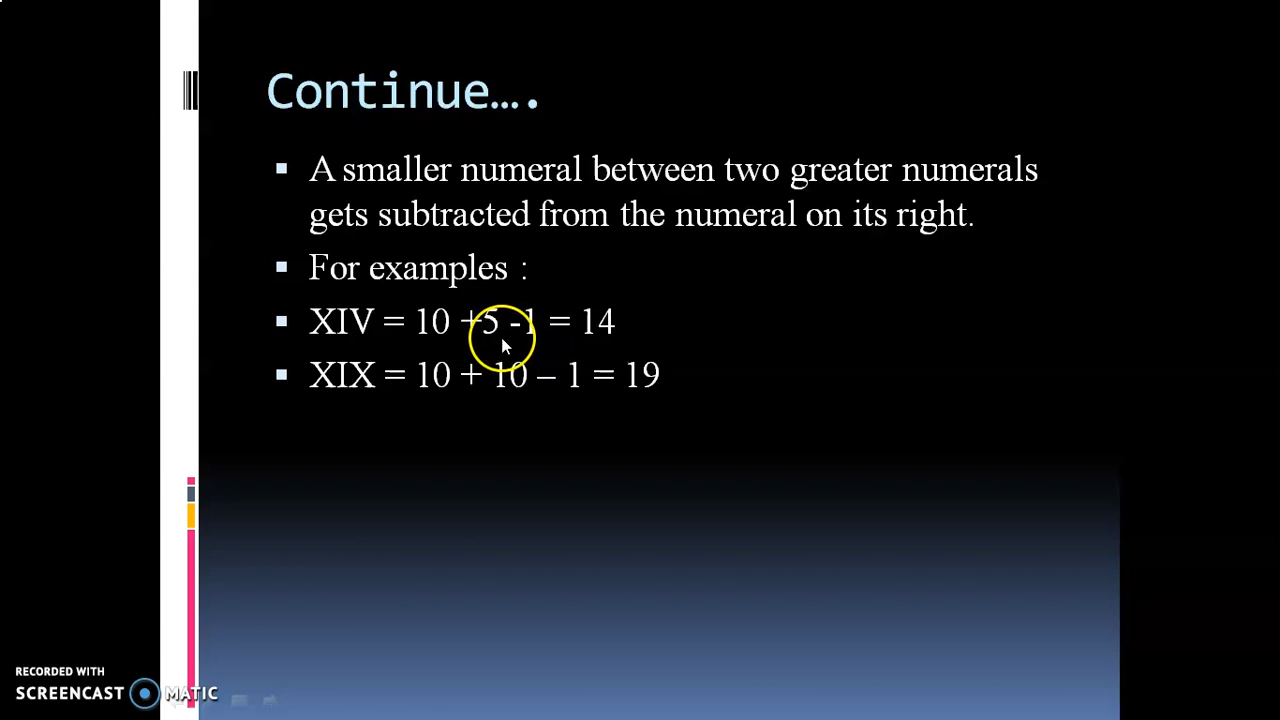 Continue….
A smaller numeral between two greater numerals
gets subtracted from the numeral on its right.
For examples :
XIV = 10 +5 -1 = 14
XIX = 10 + 10 – 1 = 19
RECORDED WITH
SCREENCAST MATIC